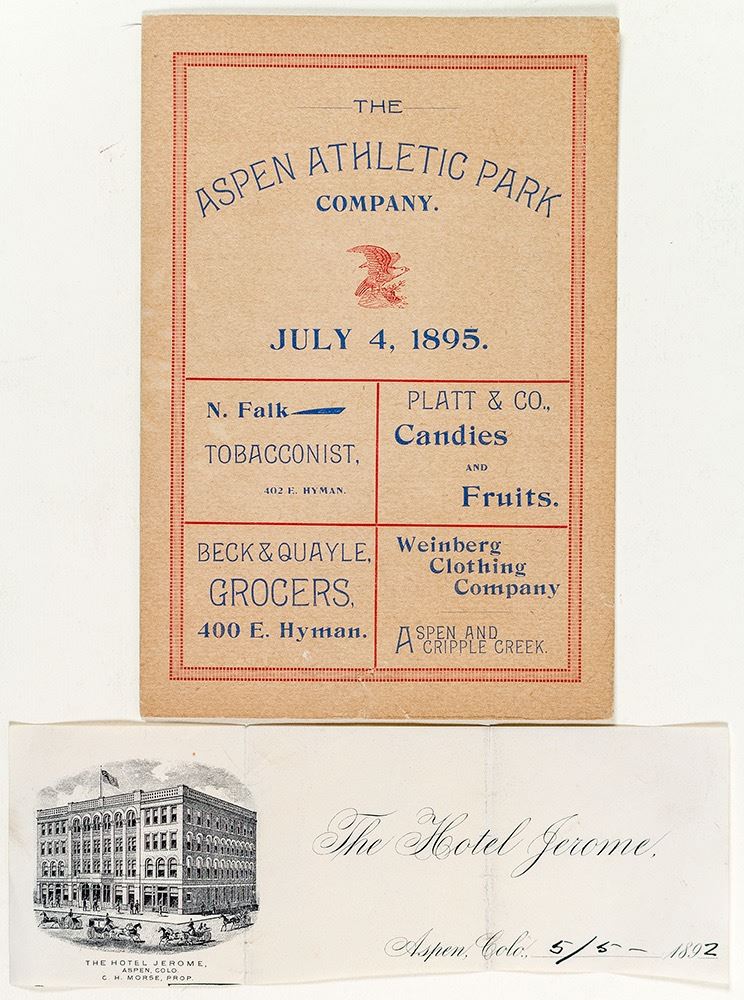 THE
ASPEN ATHLETIC PARK
COMPANY.
JULY 4, 1895.
N. Falk
TOBACCONIST,
402 E. HYMAN.
PLATT & CO.,
Candies
AND
Fruits.
BECK & QUAYLE,
GROCERS,
400 E. Hyman.
Weinberg
Clothing
Company
ASPEN AND
CRIPPLE CREEK.
The Hotel Jerome.
Aspen, Colo., 5/5- 1892
THE HOTEL JEROME,
ASPEN, COLO.
C. H. MORSE, PROP.